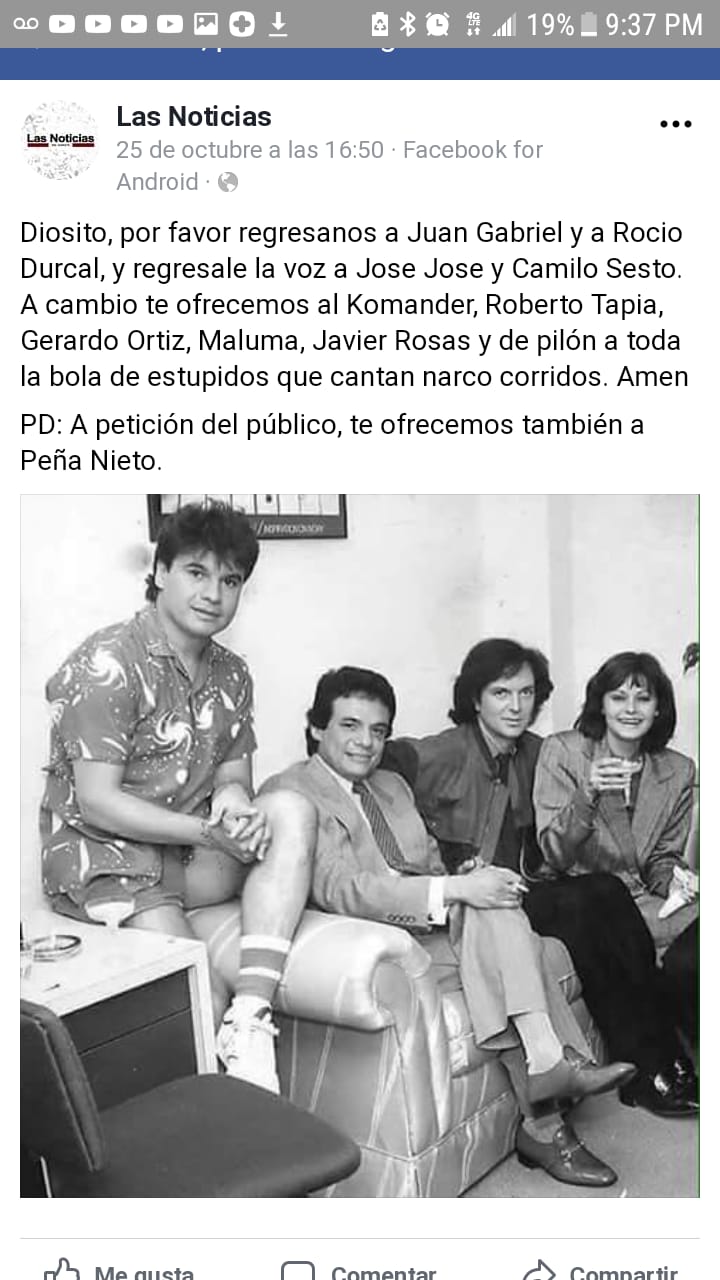 19% 9:37 PM
Las Noticias
Las Noticias
25 de octubre a las 16:50 · Facebook for
Android ·
Diosito, por favor regresanos a Juan Gabriel y a Rocio
Durcal, y regresale la voz a Jose Jose y Camilo Sesto.
A cambio te ofrecemos al Komander, Roberto Tapia,
Gerardo Ortiz, Maluma, Javier Rosas y de pilón a toda
la bola de estupidos que cantan narco corridos. Amen
PD: A petición del público, te ofrecemos también a
Peña Nieto.
Me gusta Comentar Compartir